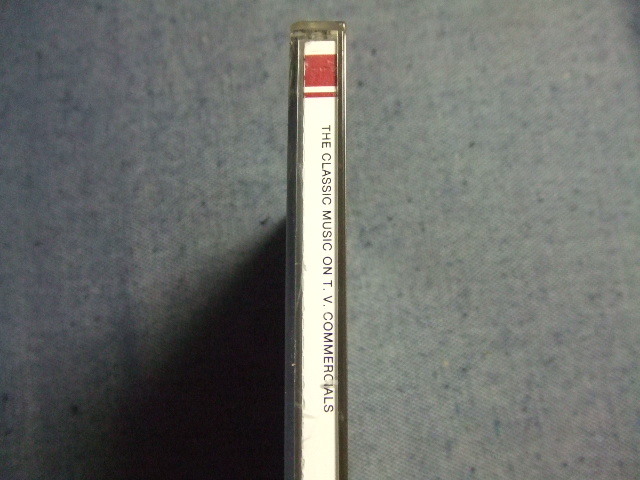 THE CLASSIC MUSIC ON T. V. COMMERCIALS